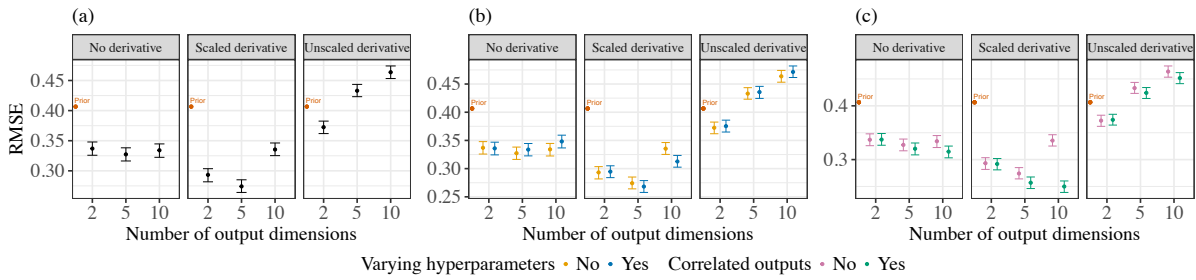 (a)
(b)
(c)
No derivative
Scaled derivative
Unscaled derivative
No derivative
Scaled derivative
Unscaled derivative
No derivative
Scaled derivative
Unscaled derivative
RMSE
0.45
0.40
0.35
0.30
Prior
Prior
Prior
2 5 10
2 5 10
2 5 10
Number of output dimensions
0.45
0.40
0.35
0.30
0.25
Prior
Prior
Prior
2 5 10
2 5 10
2 5 10
Number of output dimensions
0.4
0.3
Prior
Prior
Prior
2 5 10
2 5 10
2 5 10
Number of output dimensions
Varying hyperparameters No Yes Correlated outputs No Yes